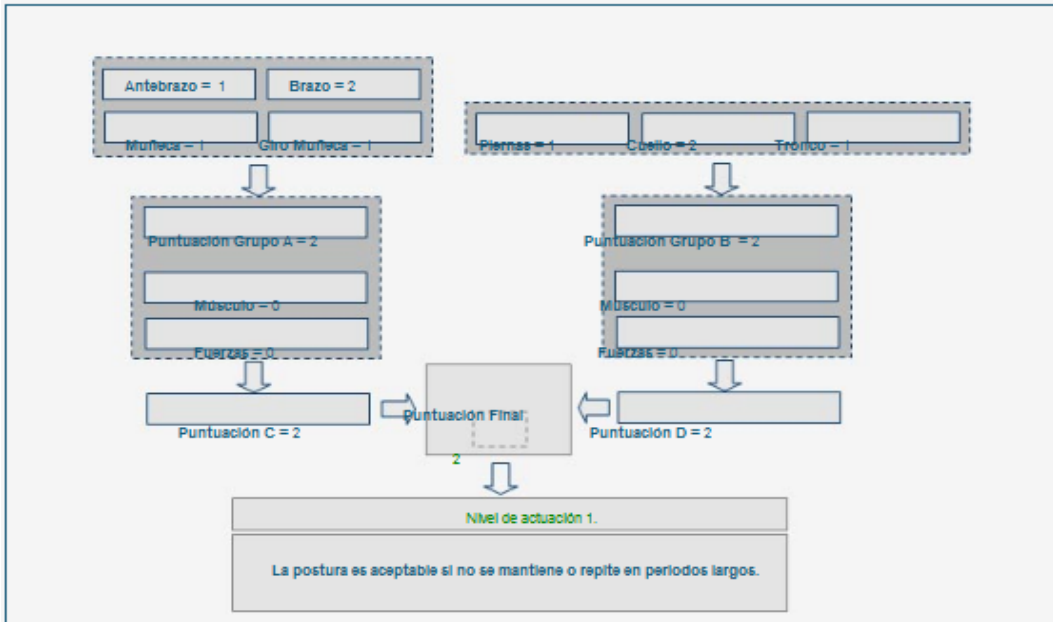 Antebrazo = 1
Brazo = 2
Muñeca = 1
Giro Muñeca = 1
Piernas = 1
Cuello = 2
Tronco = 1
Puntuación Grupo A = 2
Puntuación Grupo B = 2
Músculo = 0
Músculo = 0
Fuerzas = 0
Fuerzas = 0
Puntuación Final
Puntuación C = 2
Puntuación D = 2
2
Nivel de actuación 1.
La postura es aceptable si no se mantiene o repite en periodos largos.